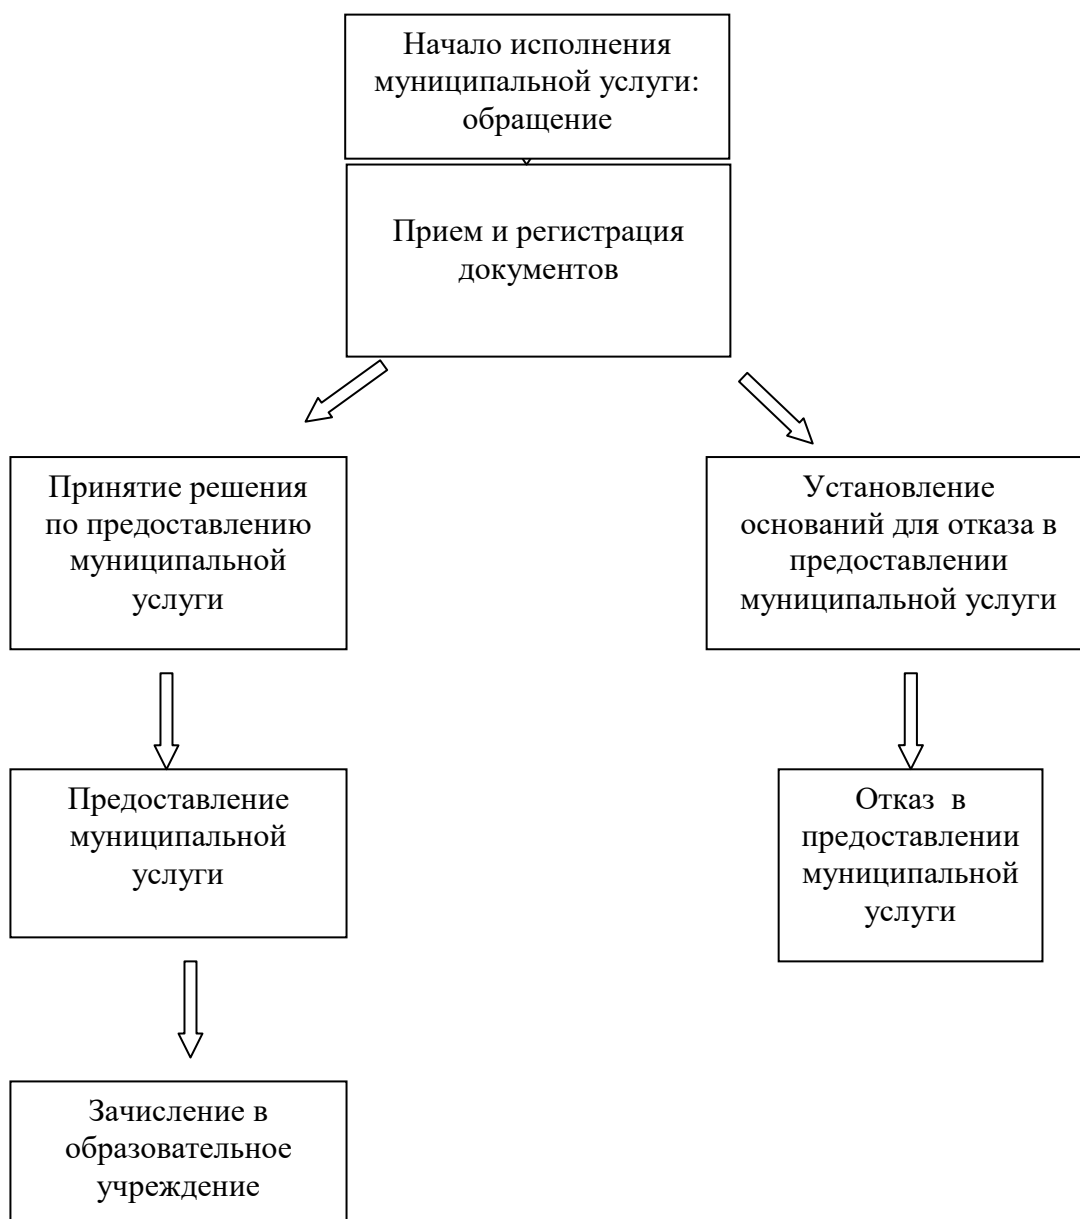 Начало исполнения
муниципальной услуги:
обращение
Прием и регистрация
документов
Принятие решения
по предоставлению
муниципальной
услуги
Установление
оснований для отказа в
предоставлении
муниципальной услуги
Предоставление
муниципальной
услуги
Отказ в
предоставлении
муниципальной
услуги
Зачисление в
образовательное
учреждение